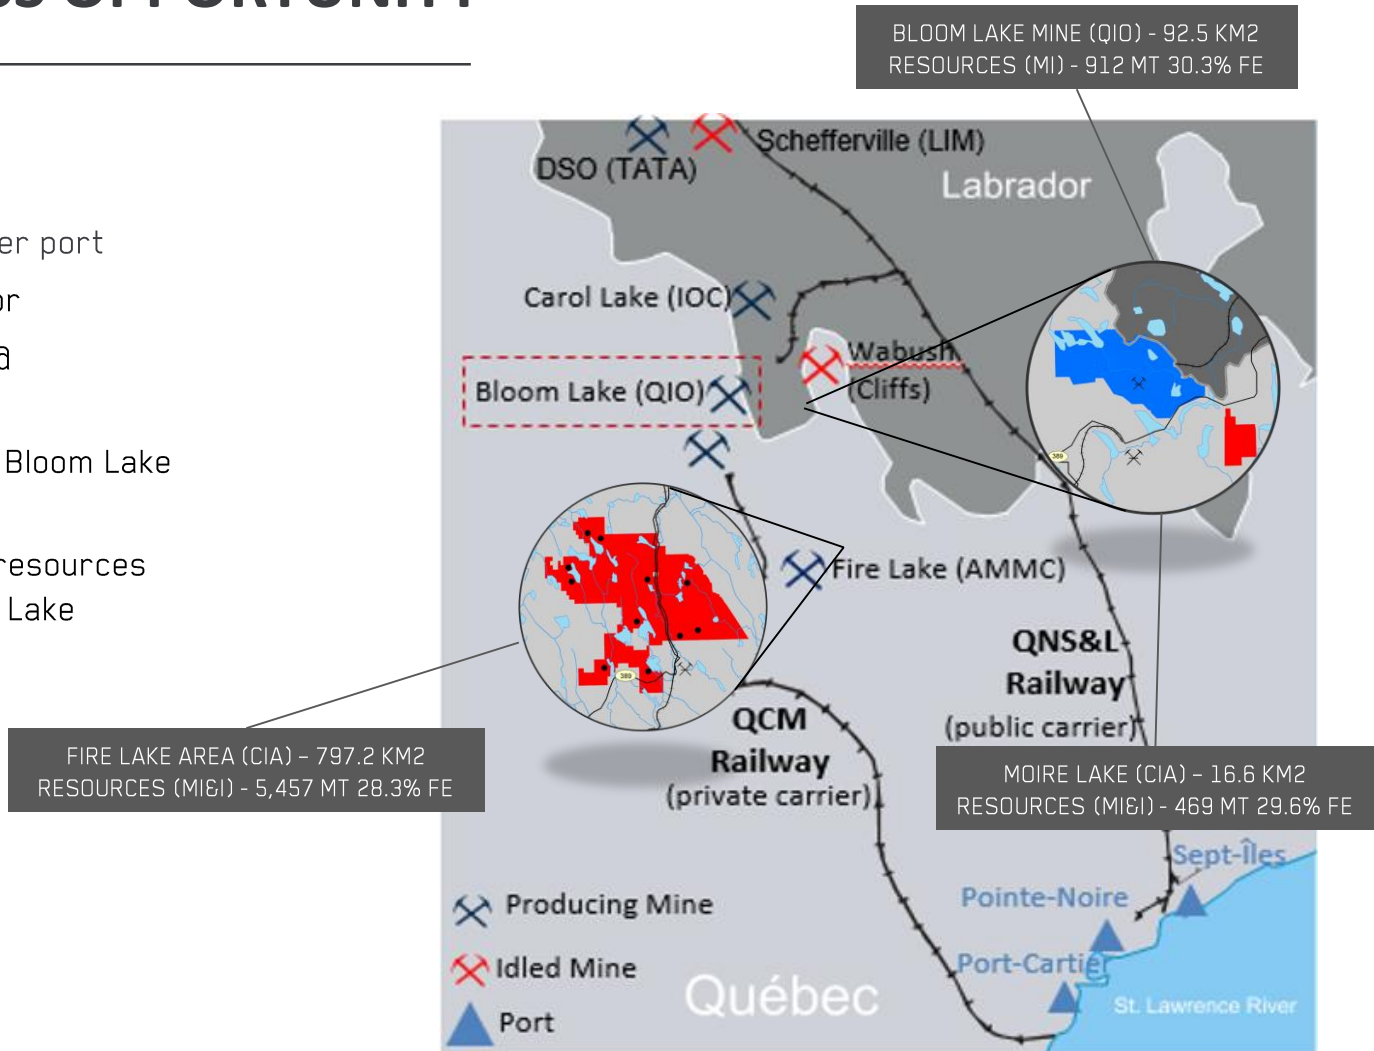 OPPORTUNITY
BLOOM LAKE MINE (QIO) - 92.5 KM2
RESOURCES (MI) - 912 MT 30.3% FE
er port
or
a
Bloom Lake
resources
Lake
DSO (TATA)
Schefferville (LIM)
Labrador
Carol Lake (IOC)
Wabush
(Cliffs)
Bloom Lake (QIO)
389
Fire Lake (AMMC)
389
QNS&L
Railway
(public carrier)
QCM
Railway
(private carrier)
FIRE LAKE AREA (CIA) – 797.2 KM2
RESOURCES (MI&I) - 5,457 MT 28.3% FE
MOIRE LAKE (CIA) – 16.6 KM2
RESOURCES (MI&I) - 469 MT 29.6% FE
Sept-Îles
Pointe-Noire
Port-Cartier
St. Lawrence River
Québec
Producing Mine
Idled Mine
Port